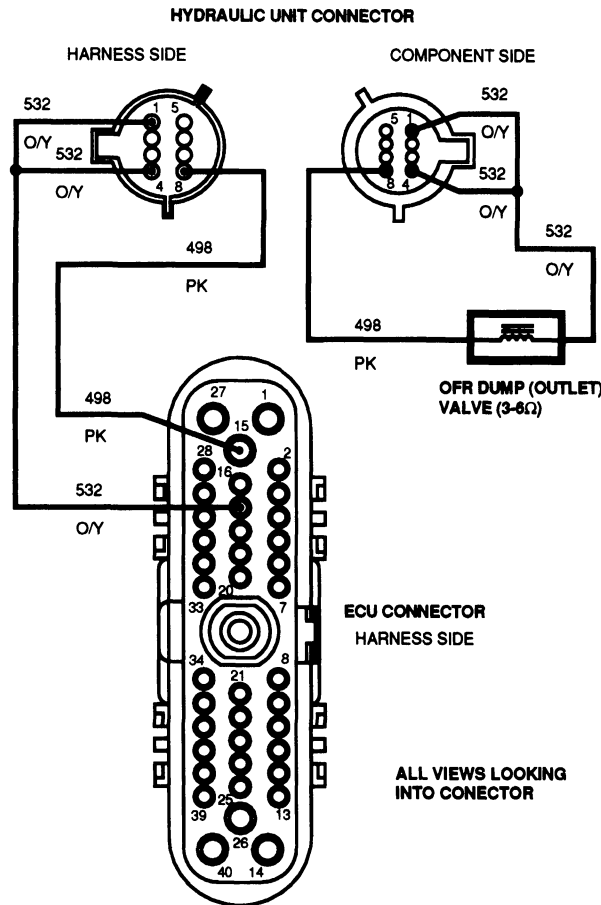 HYDRAULIC UNIT CONNECTOR
HARNESS SIDE
COMPONENT SIDE
532
1 5
O/Y
532
4 8
O/Y
498
PK
532
5 1
O/Y
8 4
532
O/Y
532
O/Y
498
PK
OFR DUMP (OUTLET)
VALVE (3-6Ω)
27 1
498
15
PK
28 2
16
532
O/Y
20
33 7
ECU CONNECTOR
HARNESS SIDE
34 8
21
25
39 13
26
40 14
ALL VIEWS LOOKING
INTO CONECTOR